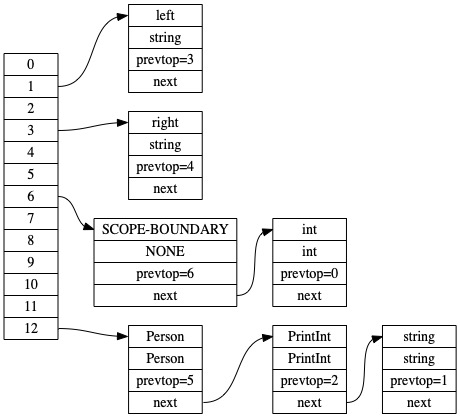 0
1
2
3
4
5
6
7
8
9
10
11
12
left
string
prevtop=3
next
right
string
prevtop=4
next
SCOPE-BOUNDARY
NONE
prevtop=6
next
int
int
prevtop=0
next
Person
Person
prevtop=5
next
PrintInt
PrintInt
prevtop=2
next
string
string
prevtop=1
next